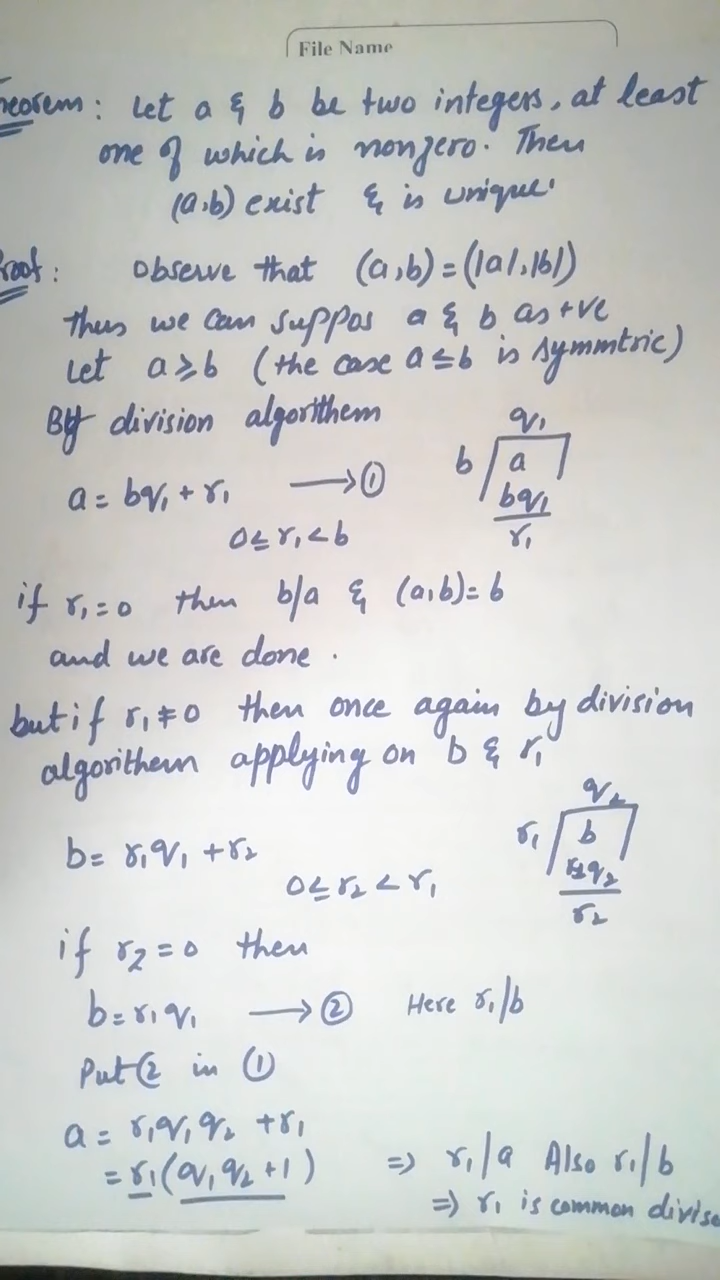 File Name
heorem: Let a & b be two integers, at least
one of which is nonzero. Then
(a,b) exist & is unique.
roof: Observe that (a,b)=(|a|,|b|)
Thus we can suppos a & b as +ve
Let a≥b (the case a≤b is symmtric)
By division algorithem
a = bq₁ + r₁ ⟶ ①
0≤r₁<b
q₁
b a
bq₁
r₁
if r₁=0 then b/a & (a,b)=b
and we are done.
but if r₁≠0 then once again by division
algorithem applying on b & r₁
b= r₁q₁ + r₂
0≤r₂<r₁
q₂
r₁ b
q₂
r₂
if r₂=0 then
b=r₁q₁ ⟶ ② Here r₁/b
Put ② in ①
a= r₁q₁q₂ + r₁
= r₁(q₁q₂+1) ⇒ r₁/a Also r₁/b
⇒ r₁ is common divise